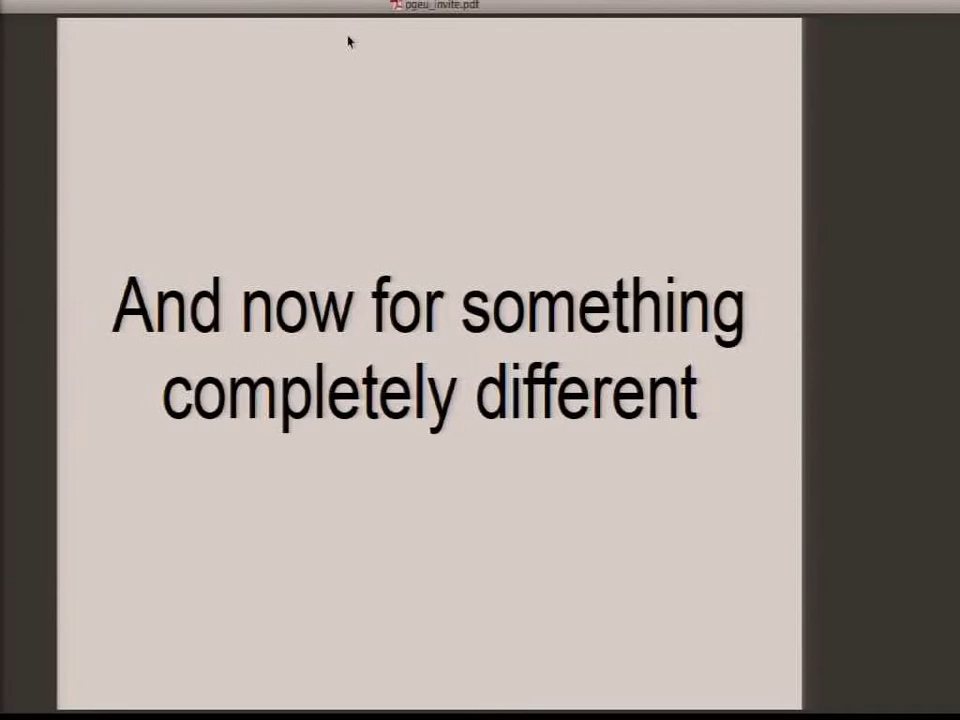 pgeu_invite.pdf
And now for something
completely different